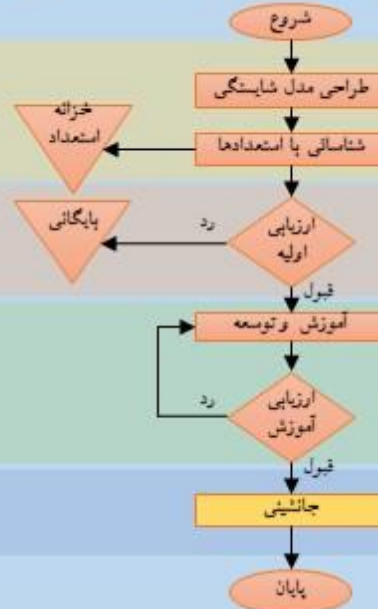 شروع
طراحی مدل شایستگی
خزانه
استعداد
شناسائی با استعدادها
ارزیابی
اولیه
رد
بایگانی
قبول
آموزش و توسعه
ارزیابی
آموزش
رد
قبول
جانشینی
پایان